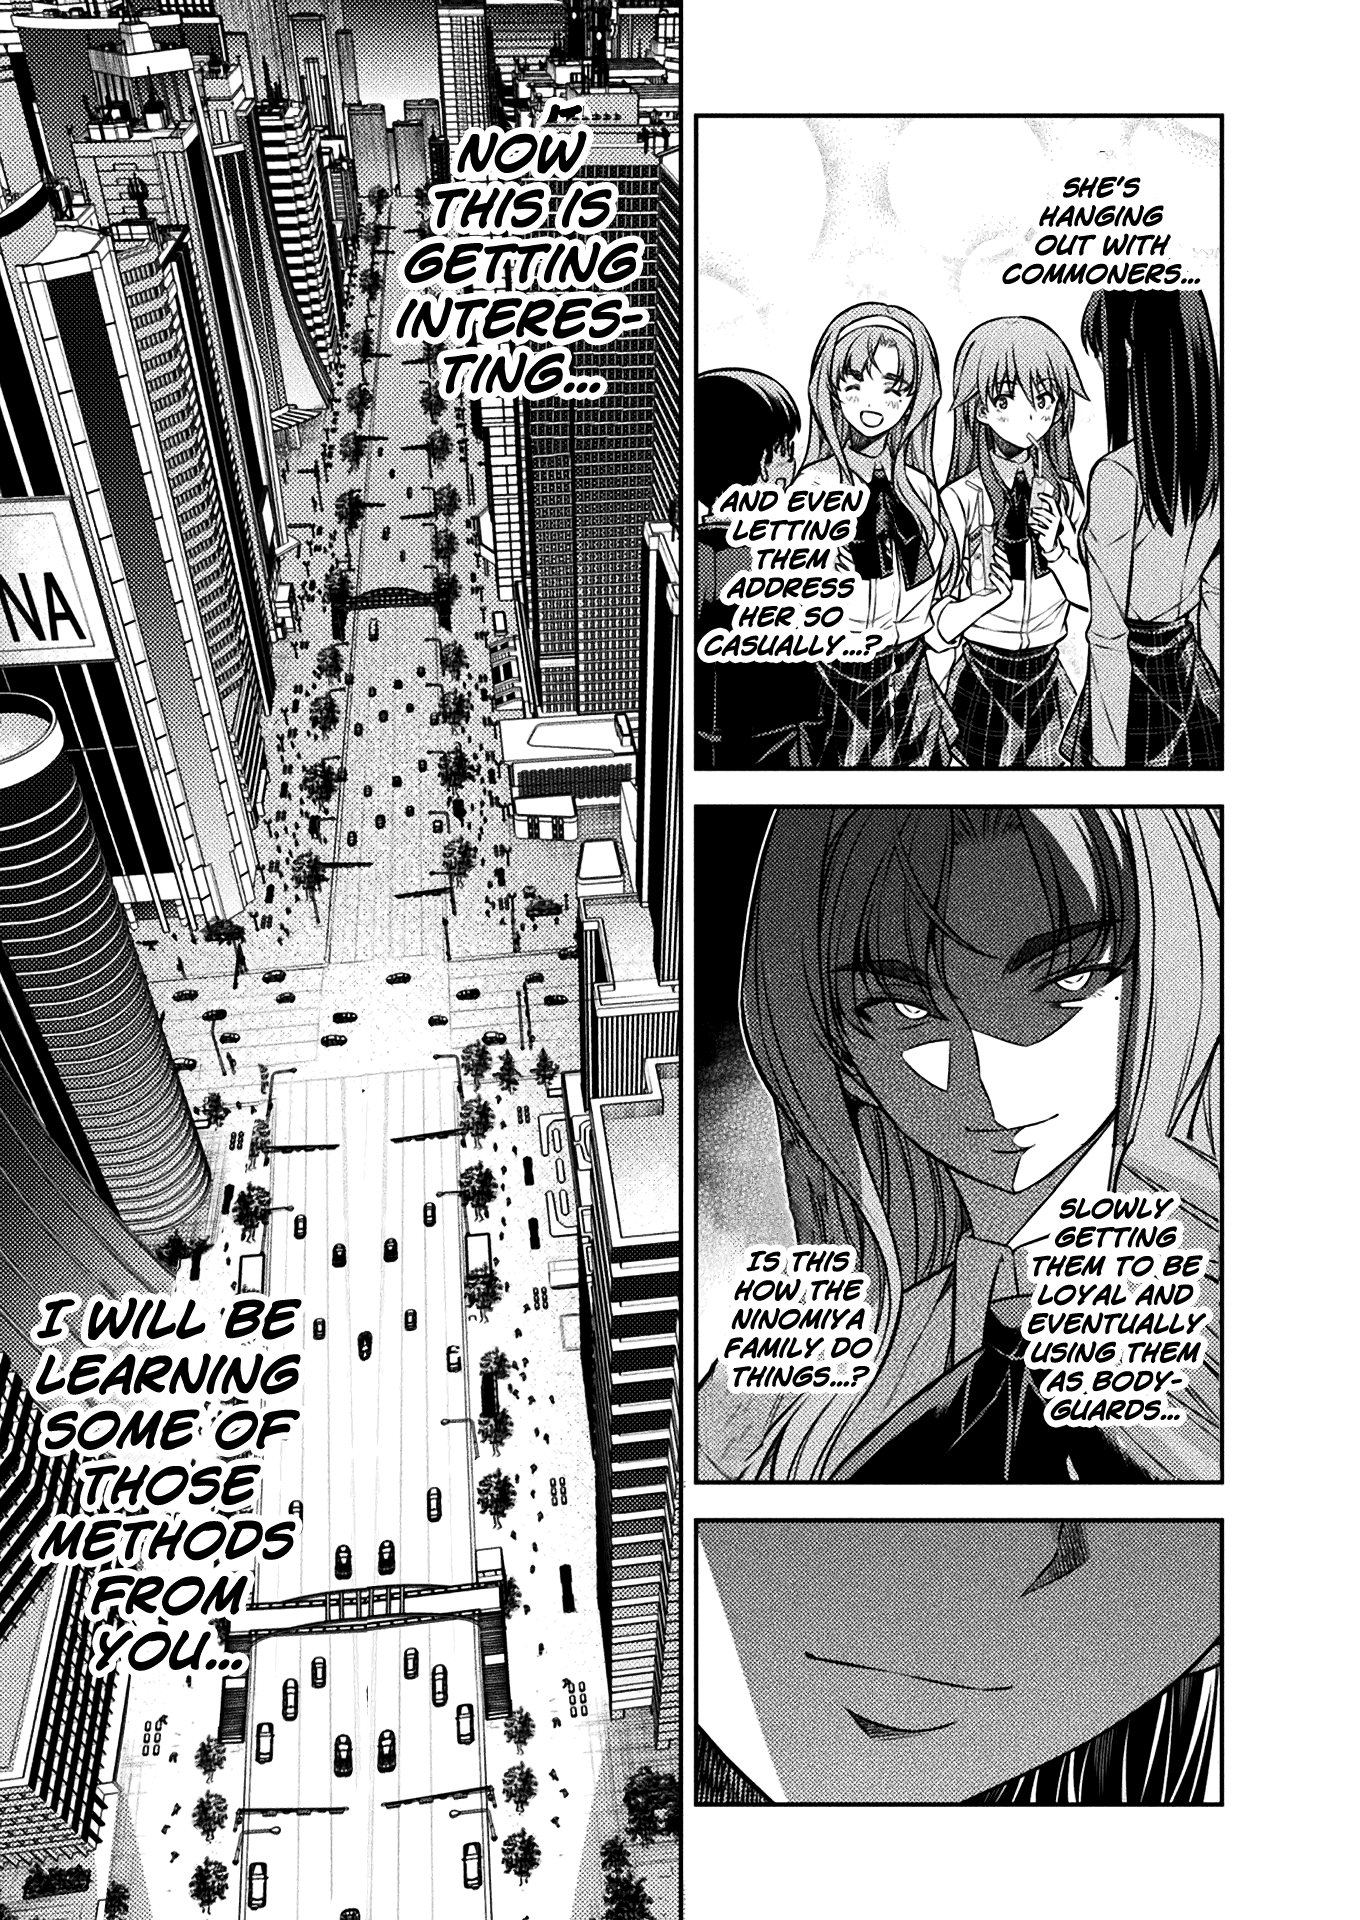 SHE'S
HANGING
OUT WITH
COMMONERS...
AND EVEN
LETTING
THEM
ADDRESS
HER SO
CASUALLY...?
SLOWLY
GETTING
THEM TO BE
LOYAL AND
EVENTUALLY
USING THEM
AS BODY-
GUARDS...
IS THIS
HOW THE
NINOMIYA
FAMILY DO
THINGS...?
NOW
THIS IS
GETTING
INTERES-
TING...
NA
I WILL BE
LEARNING
SOME OF
THOSE
METHODS
FROM
YOU...